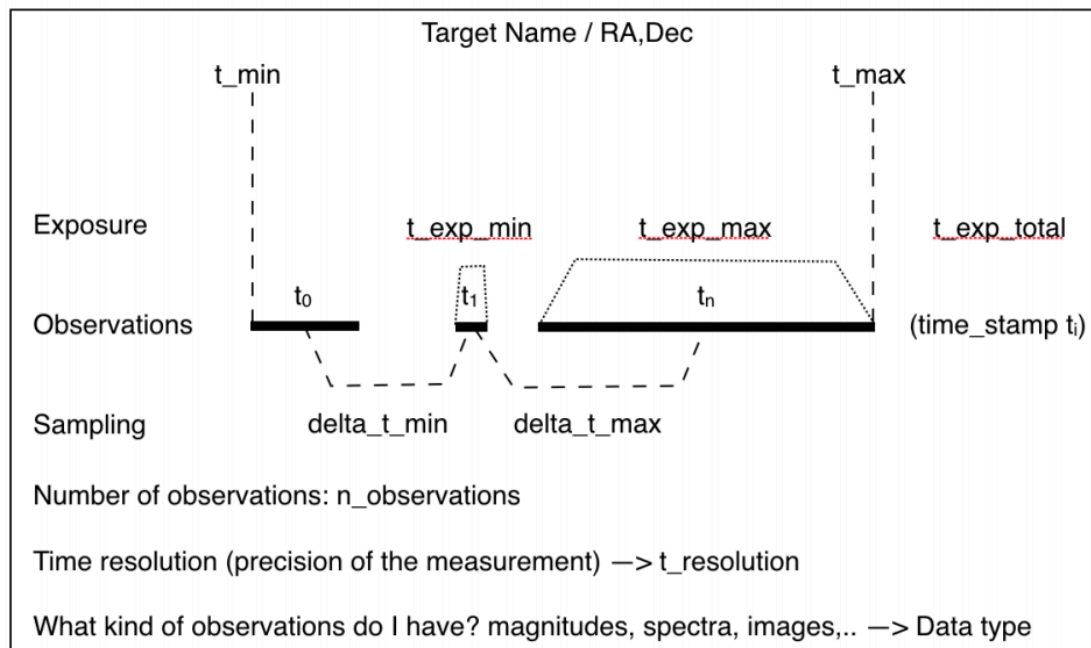 Target Name / RA,Dec
t_min t_max
Exposure t_exp_min t_exp_max t_exp_total
t₀ t₁ tₙ
Observations (time_stamp tᵢ)
Sampling delta_t_min delta_t_max
Number of observations: n_observations
Time resolution (precision of the measurement) —> t_resolution
What kind of observations do I have? magnitudes, spectra, images,.. —> Data type